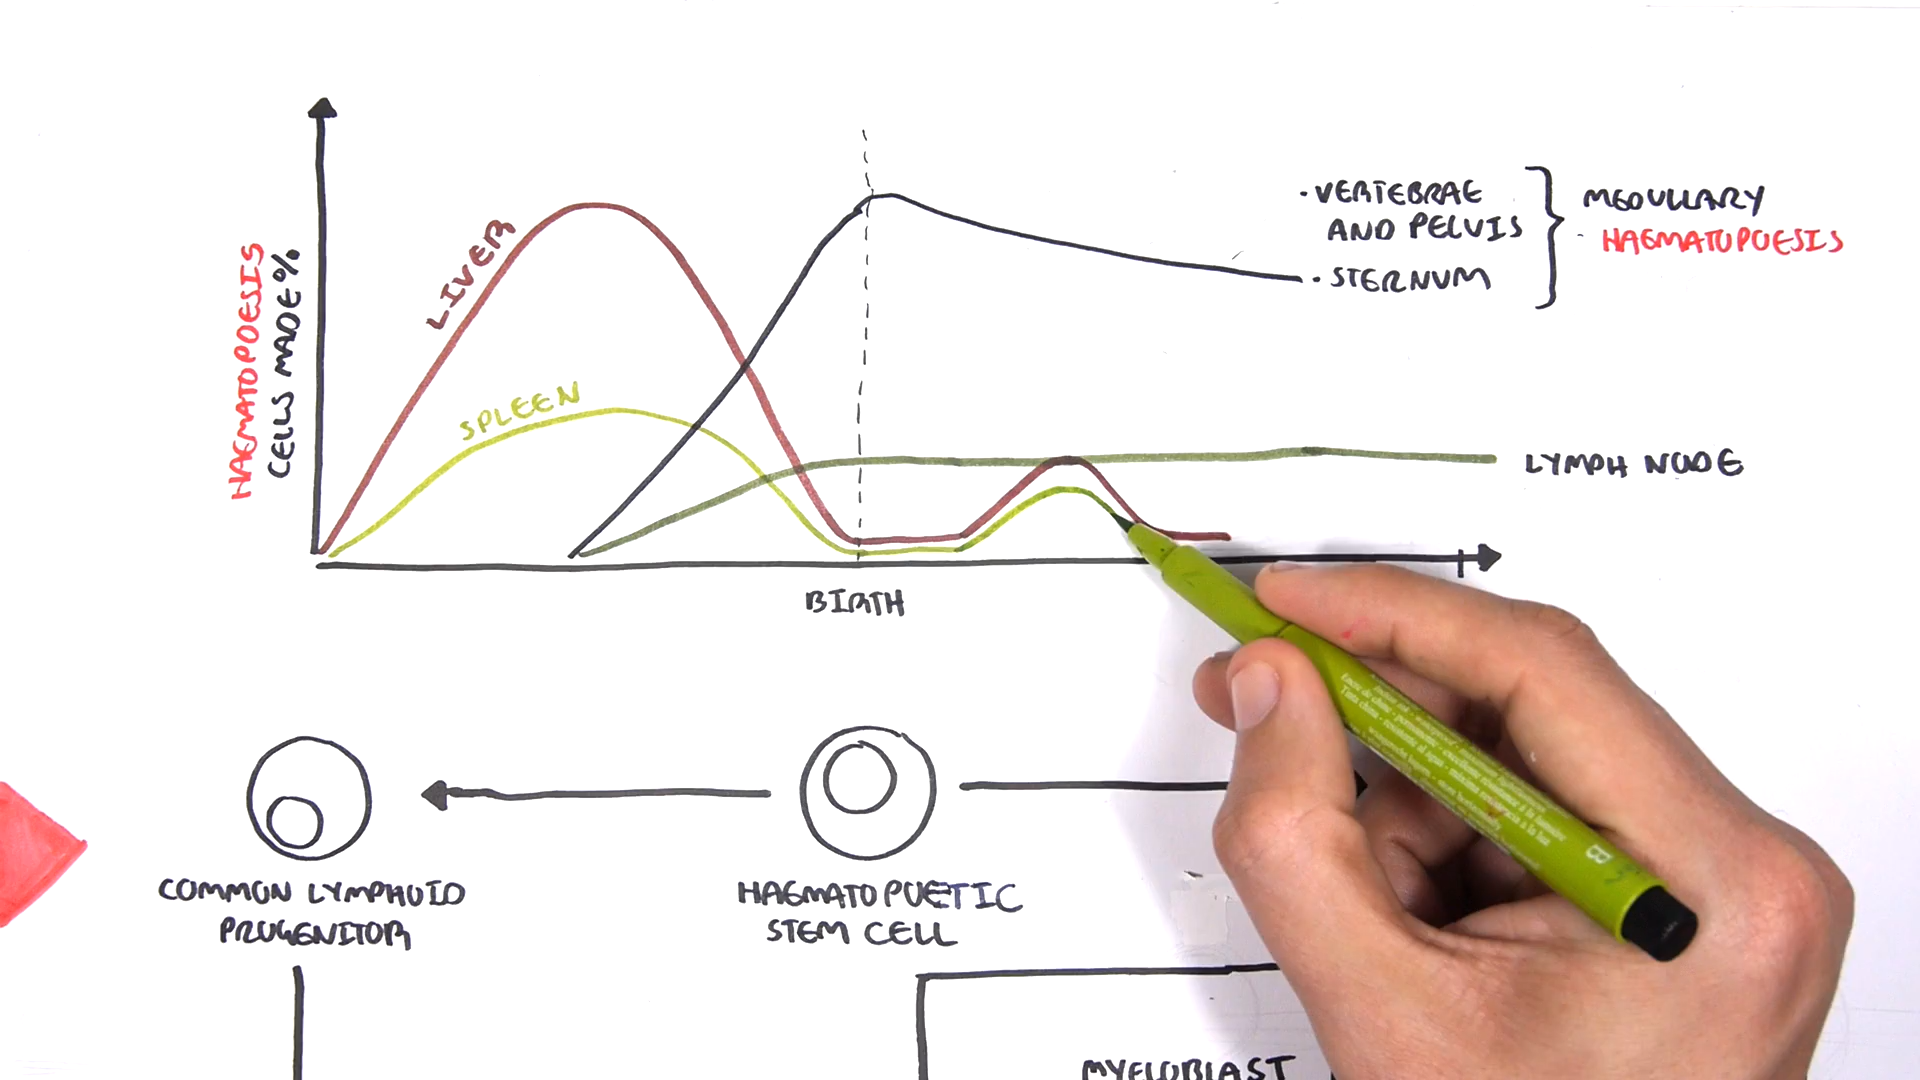 HAEMATOPOESIS
CELLS MADE %
LIVER
SPLEEN
· VERTEBRAE
AND PELVIS
· STERNUM
MEDULLARY
- HAEMATOPOESIS
LYMPH NODE
BIRTH
COMMON LYMPHOID
PROGENITOR
HAEMATOPOETIC
STEM CELL
MYELOBLAST
B